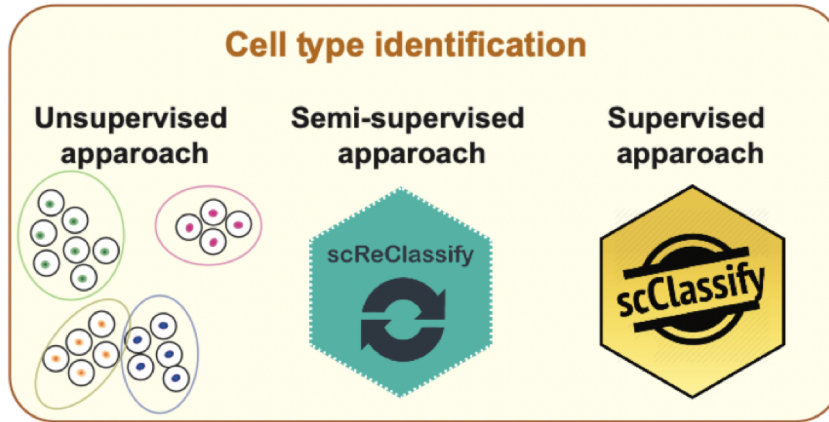 Cell type identification
Unsupervised
apparoach
Semi-supervised
apparoach
Supervised
apparoach
scReClassify
scClassify